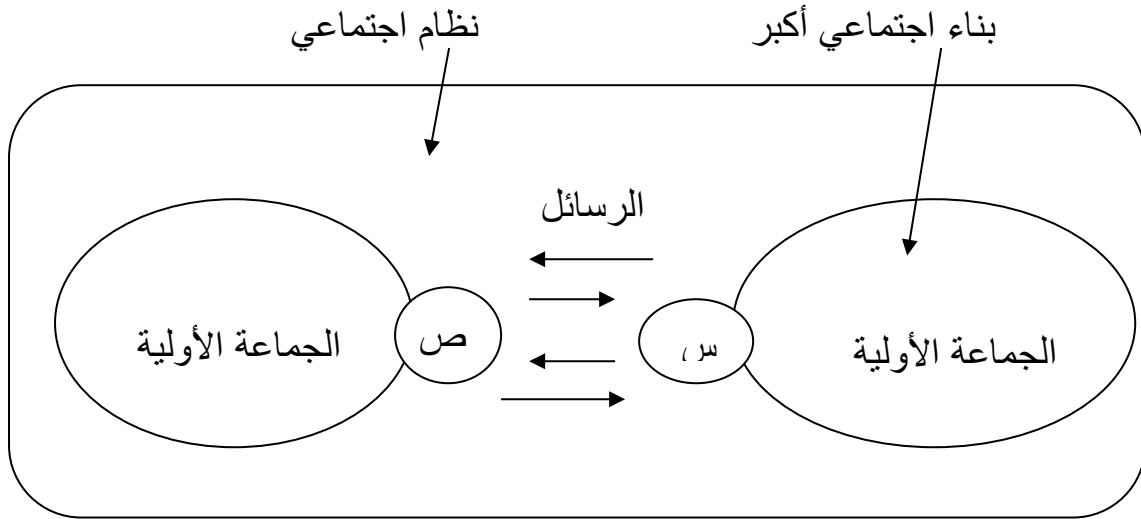 بناء اجتماعي أكبر
نظام اجتماعي
الرسائل
الجماعة الأولية
س
ص
الجماعة الأولية